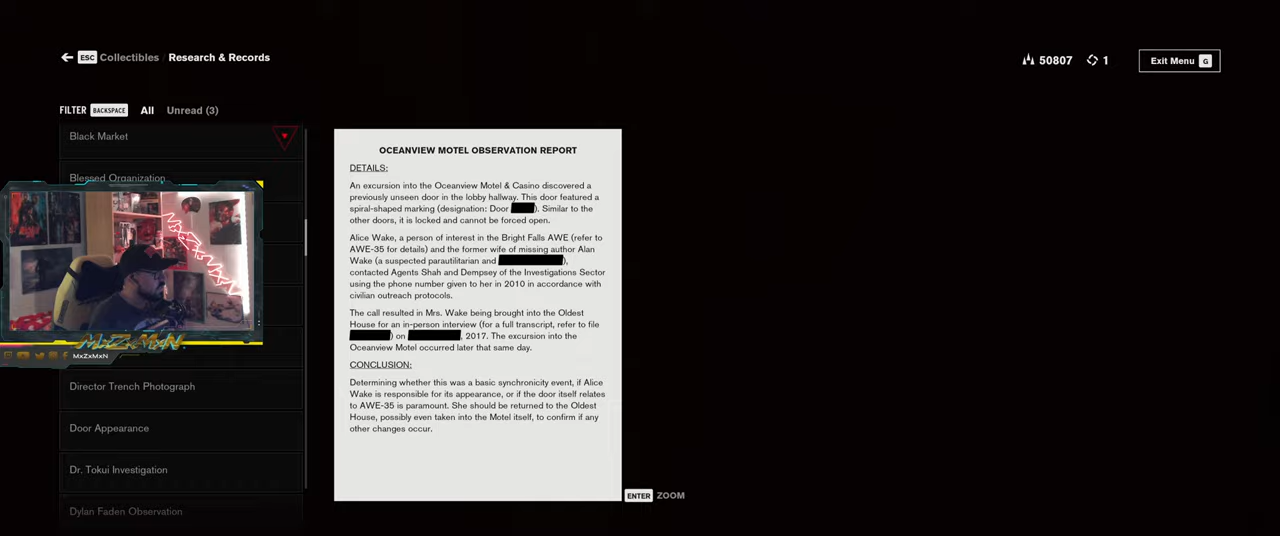 ESC Collectibles / Research & Records
50807
1
Exit Menu G
FILTER BACKSPACE All Unread (3)
Black Market
Blessed Organization
Director Trench Photograph
Door Appearance
Dr. Tokui Investigation
Dylan Faden Observation
OCEANVIEW MOTEL OBSERVATION REPORT
DETAILS:
An excursion into the Oceanview Motel & Casino discovered a
previously unseen door in the lobby hallway. This door featured a
spiral-shaped marking (designation: Door ). Similar to the
other doors, it is locked and cannot be forced open.
Alice Wake, a person of interest in the Bright Falls AWE (refer to
AWE-35 for details) and the former wife of missing author Alan
Wake (a suspected parautilitarian and ),
contacted Agents Shah and Dempsey of the Investigations Sector
using the phone number given to her in 2010 in accordance with
civilian outreach protocols.
The call resulted in Mrs. Wake being brought into the Oldest
House for an in-person interview (for a full transcript, refer to file
) on , 2017. The excursion into the
Oceanview Motel occurred later that same day.
CONCLUSION:
Determining whether this was a basic synchronicity event, if Alice
Wake is responsible for its appearance, or if the door itself relates
to AWE-35 is paramount. She should be returned to the Oldest
House, possibly even taken into the Motel itself, to confirm if any
other changes occur.
ENTER ZOOM
MxZxMxN
MxZxMxN
MxZxMxN